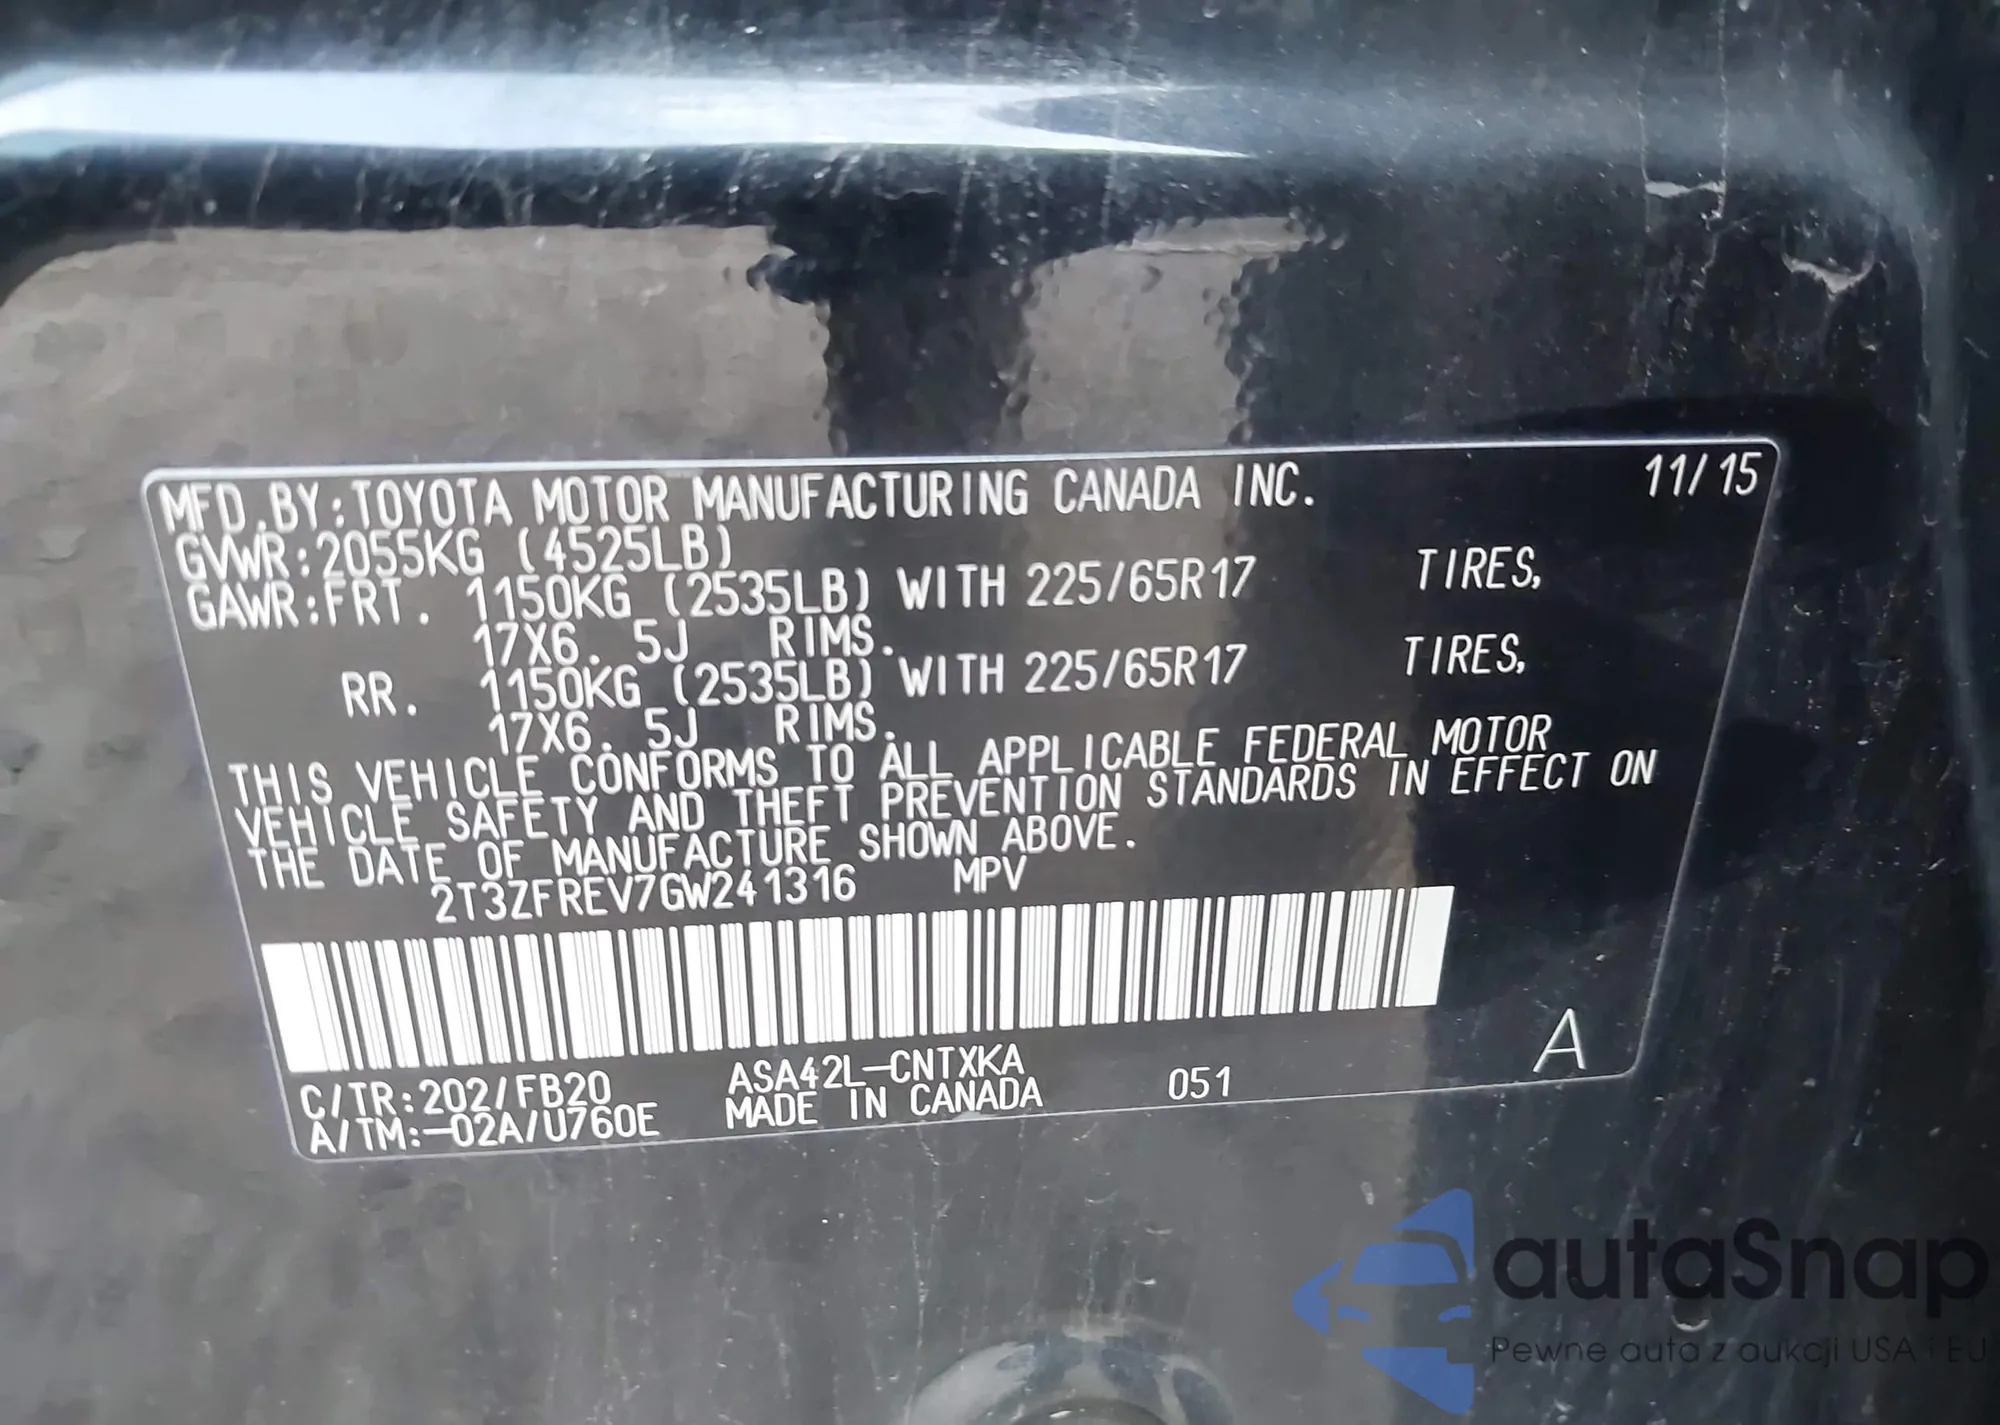 MFD.BY:TOYOTA MOTOR MANUFACTURING CANADA INC. 11/15
GVWR:2055KG (4525LB)
GAWR:FRT. 1150KG (2535LB) WITH 225/65R17 TIRES,
17X6.5J RIMS.
RR. 1150KG (2535LB) WITH 225/65R17 TIRES,
17X6.5J RIMS.
THIS VEHICLE CONFORMS TO ALL APPLICABLE FEDERAL MOTOR
VEHICLE SAFETY AND THEFT PREVENTION STANDARDS IN EFFECT ON
THE DATE OF MANUFACTURE SHOWN ABOVE.
2T3ZFREV7GW241316 MPV
C/TR:202/FB20 ASA42L-CNTXKA 051 A
A/TM:-02A/U760E MADE IN CANADA
autaSnap
Pewne auta z aukcji USA i EU